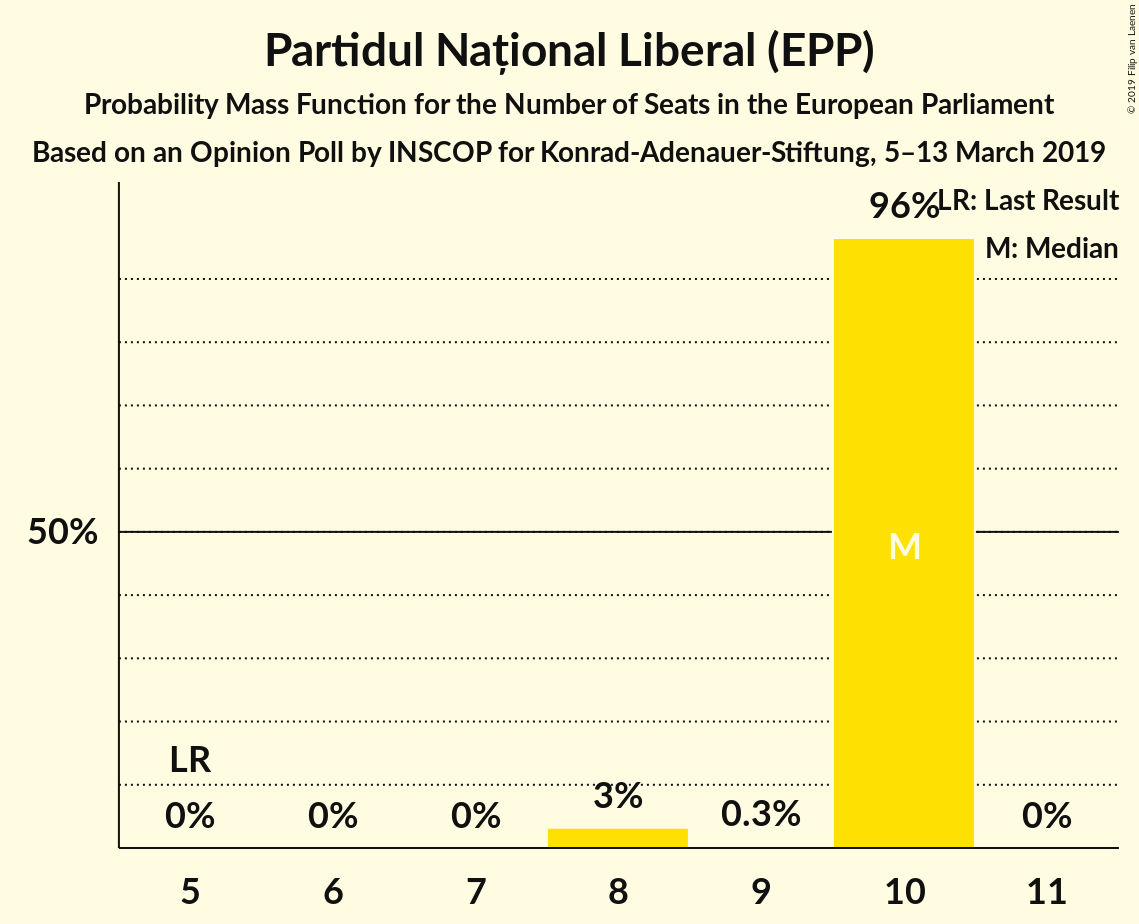 Partidul Național Liberal (EPP)
Probability Mass Function for the Number of Seats in the European Parliament
Based on an Opinion Poll by INSCOP for Konrad-Adenauer-Stiftung, 5–13 March 2019
© 2019 Filip van Laenen
96%
LR: Last Result
M: Median
50%
M
LR
0%
0%
0%
3%
0.3%
0%
5 6 7 8 9 10 11